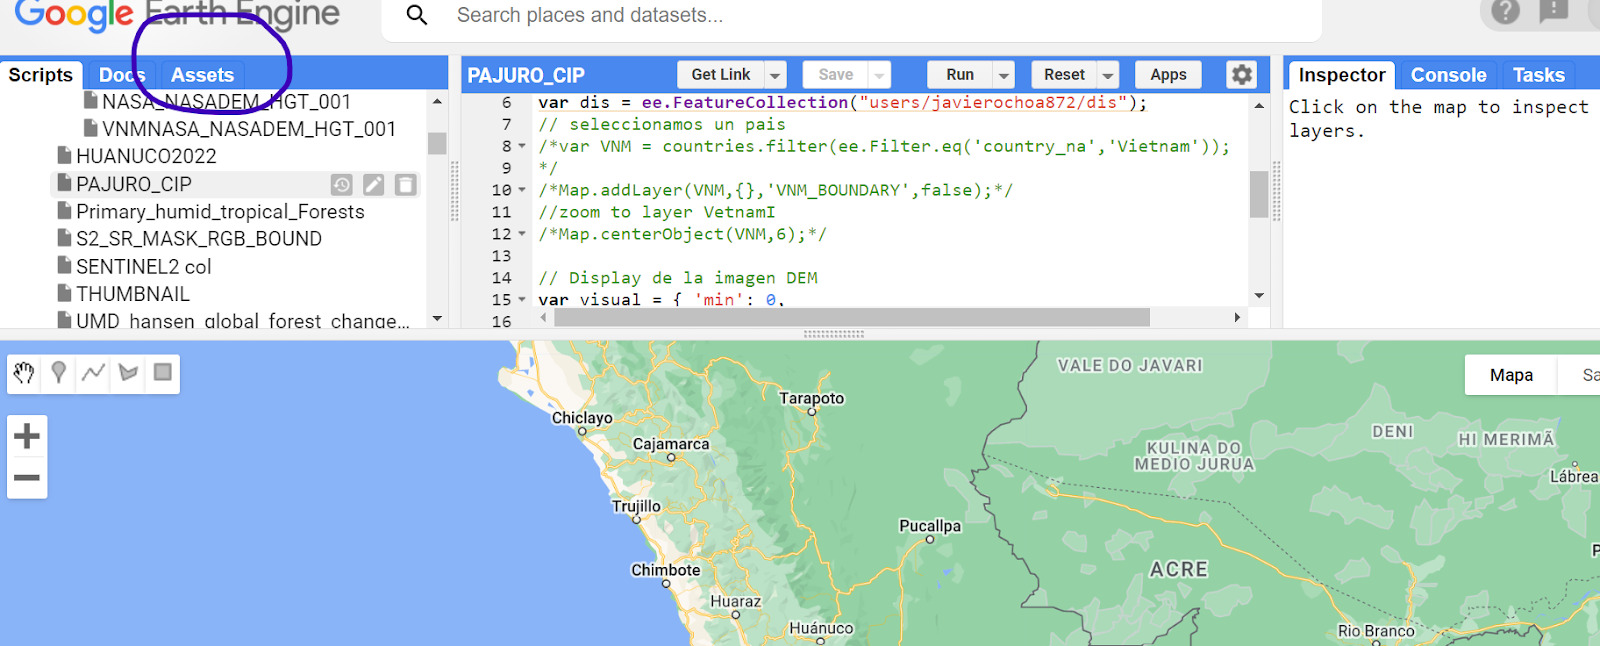 Google Earth Engine
Search places and datasets...
Scripts Docs Assets
NASA_NASADEM_HGT_001
VNMNASA_NASADEM_HGT_001
HUANUCO2022
PAJURO_CIP
Primary_humid_tropical_Forests
S2_SR_MASK_RGB_BOUND
SENTINEL2 col
THUMBNAIL
UMD_hansen_global_forest_change...
PAJURO_CIP Get Link Save Run Reset Apps
6 var dis = ee.FeatureCollection("users/javierochoa872/dis");
7 // seleccionamos un pais
8 /*var VNM = countries.filter(ee.Filter.eq('country_na','Vietnam'));
9 */
10 /*Map.addLayer(VNM,{},'VNM_BOUNDARY',false);*/
11 //zoom to layer VetnamI
12 /*Map.centerObject(VNM,6);*/
13
14 // Display de la imagen DEM
15 var visual = { 'min': 0,
16
Inspector Console Tasks
Click on the map to inspect
layers.
Mapa Sa
VALE DO JAVARI
Tarapoto
Chiclayo
Cajamarca
DENI
HI MERIMÃ
KULINA DO
MEDIO JURUA
Lábrea
Trujillo
Pucallpa
Chimbote
ACRE
Huaraz
Huánuco
Rio Branco